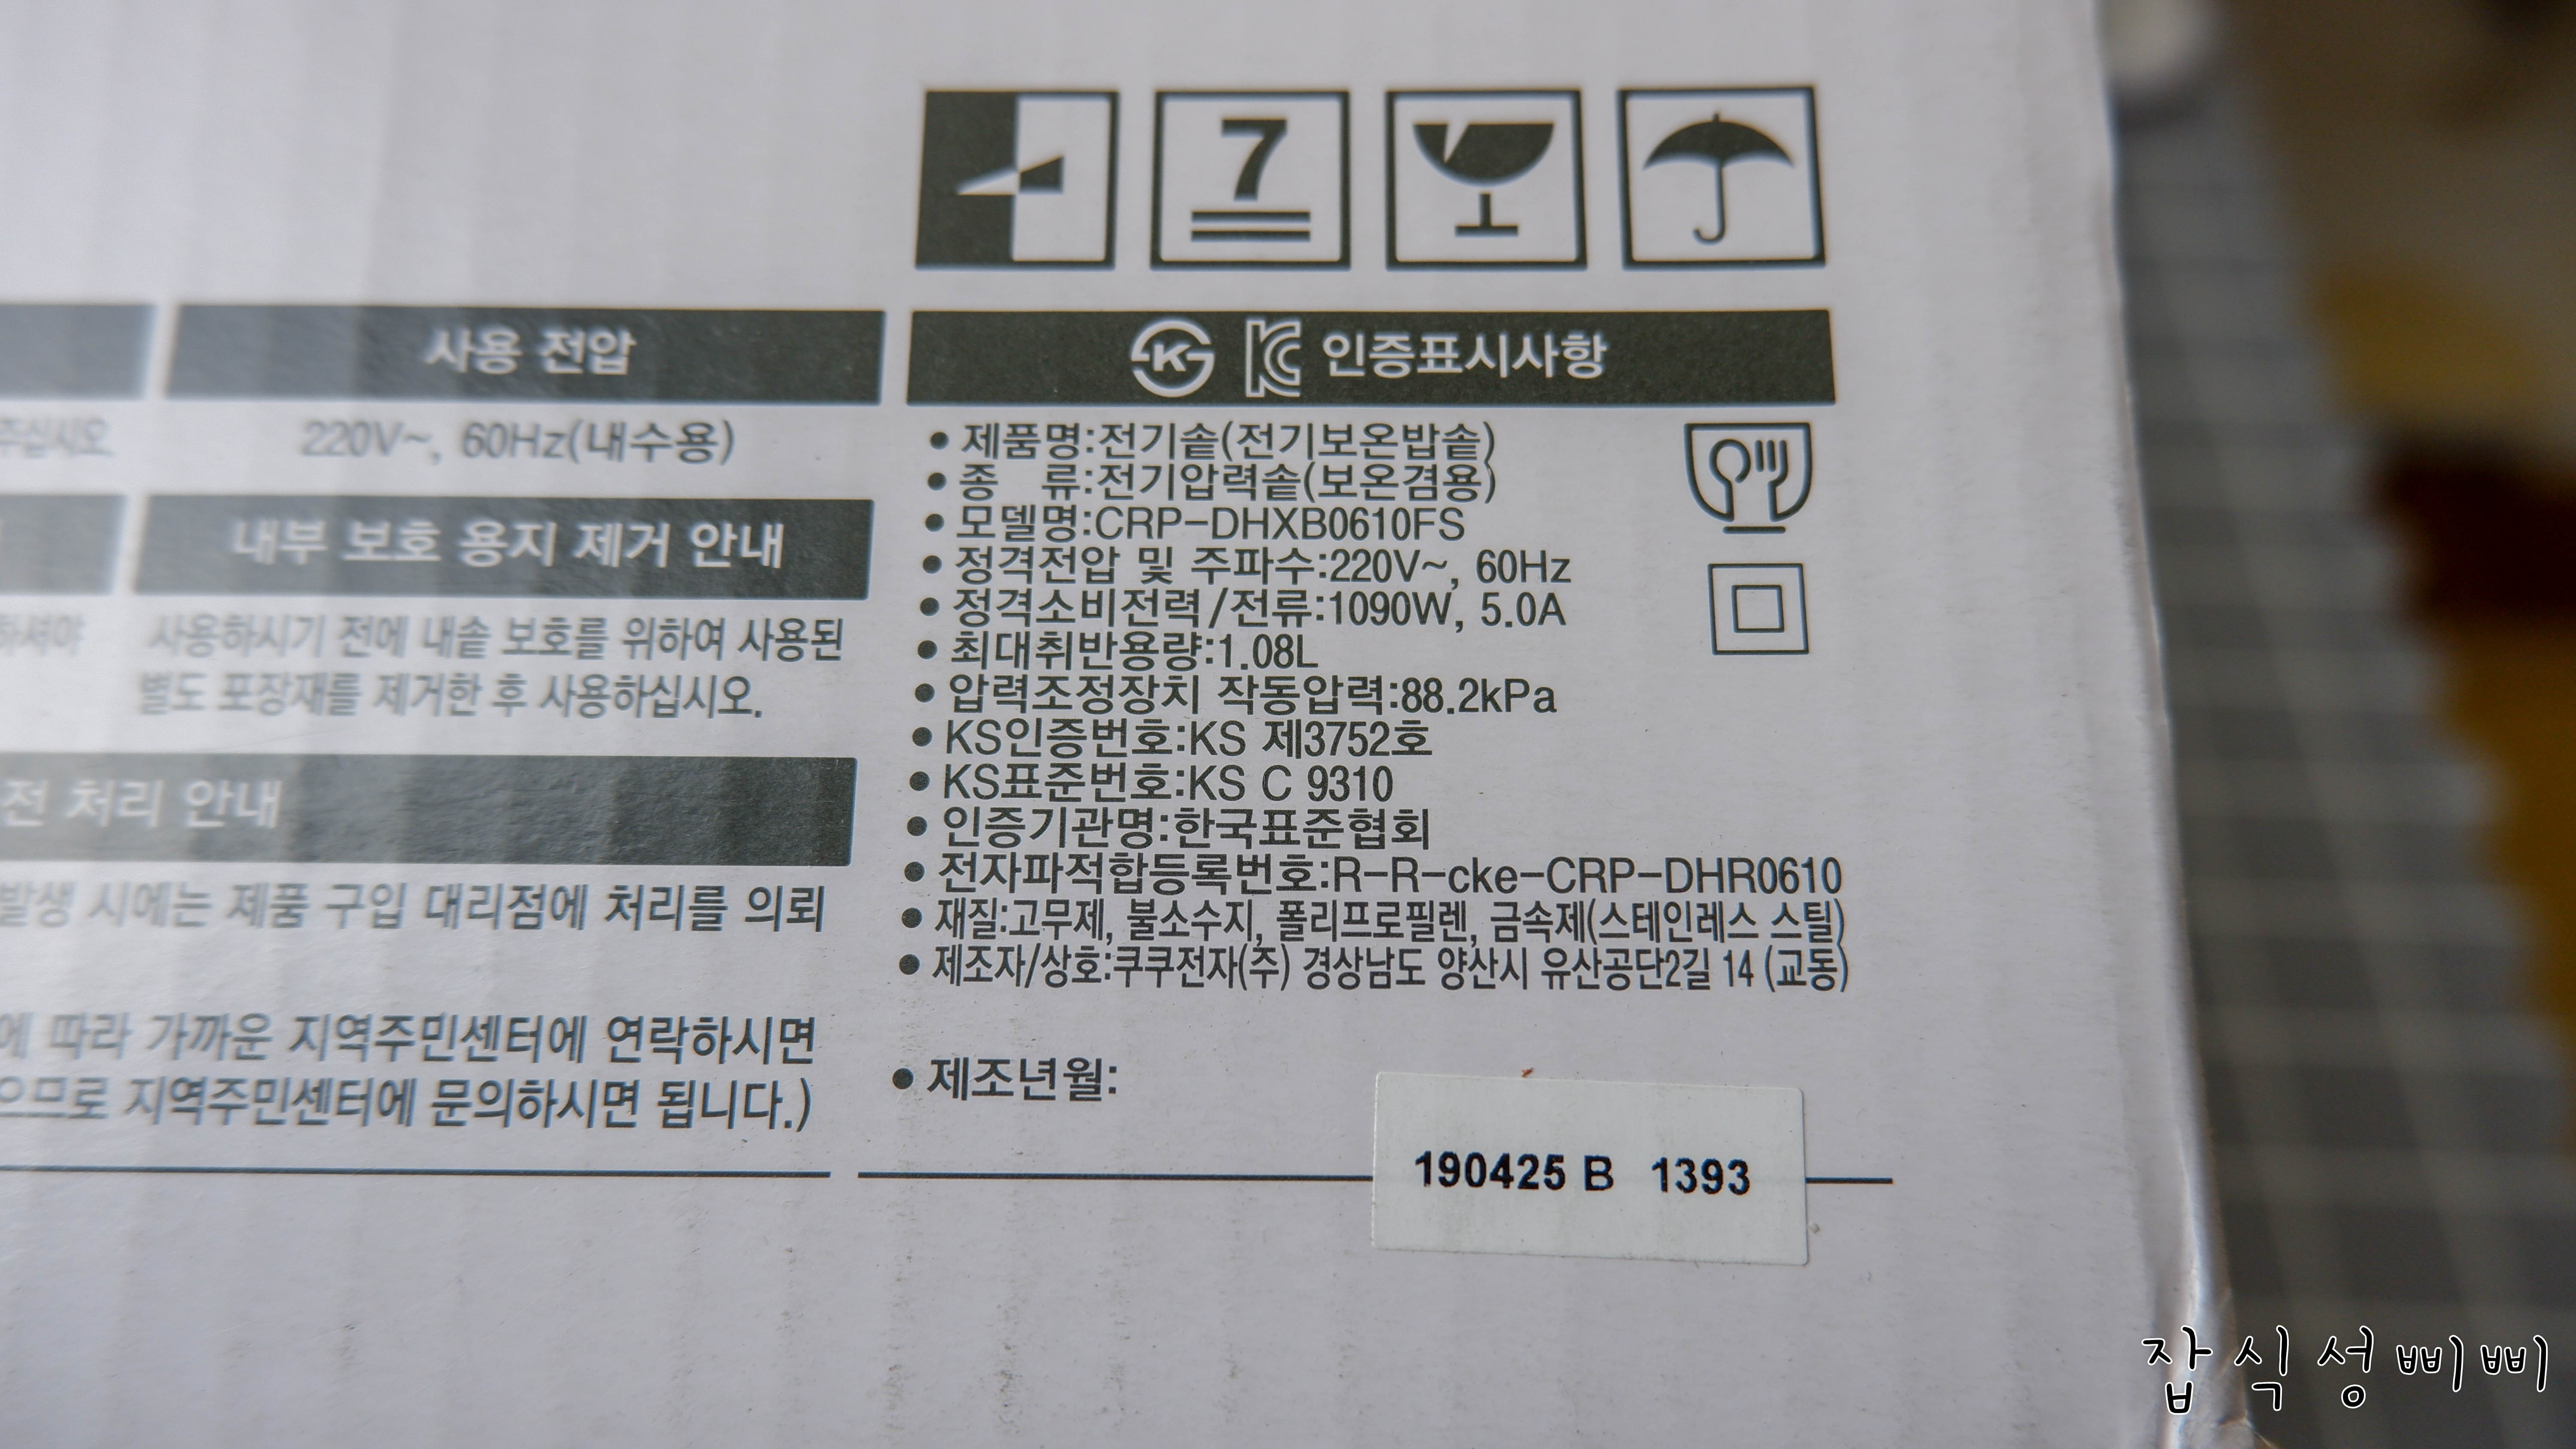 7
사용 전압
220V~, 60Hz(내수용)
내부 보호 용지 제거 안내
사용하시기 전에 내솥 보호를 위하여 사용된
별도 포장재를 제거한 후 사용하십시오.
전 처리 안내
발생 시에는 제품 구입 대리점에 처리를 의뢰
에 따라 가까운 지역주민센터에 연락하시면
으므로 지역주민센터에 문의하시면 됩니다.)
주십시오
하셔야
인증표시사항
• 제품명:전기솥(전기보온밥솥)
• 종 류:전기압력솥(보온겸용)
• 모델명:CRP-DHXB0610FS
• 정격전압 및 주파수:220V~, 60Hz
• 정격소비전력/전류:1090W, 5.0A
• 최대취반용량:1.08L
• 압력조정장치 작동압력:88.2kPa
• KS인증번호:KS 제3752호
• KS표준번호:KS C 9310
• 인증기관명:한국표준협회
• 전자파적합등록번호:R-R-cke-CRP-DHR0610
• 재질:고무제, 불소수지, 폴리프로필렌, 금속제(스테인레스 스틸)
• 제조자/상호:쿠쿠전자(주) 경상남도 양산시 유산공단2길 14 (교동)
• 제조년월:
190425 B 1393
잡식성삐삐